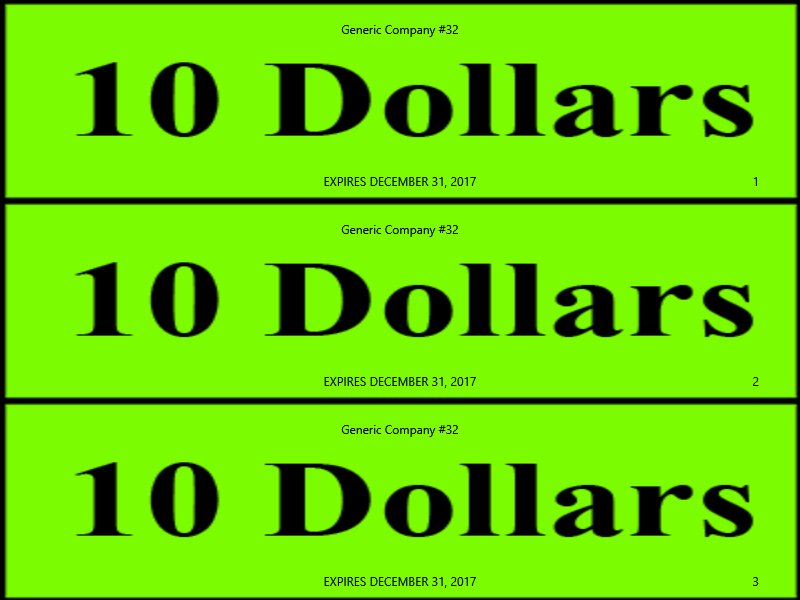 Generic Company #32
10 Dollars
EXPIRES DECEMBER 31, 2017 1
Generic Company #32
10 Dollars
EXPIRES DECEMBER 31, 2017 2
Generic Company #32
10 Dollars
EXPIRES DECEMBER 31, 2017 3